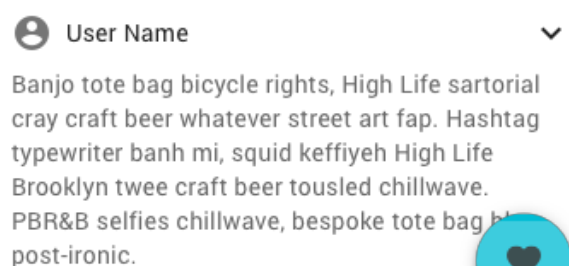 User Name
Banjo tote bag bicycle rights, High Life sartorial
cray craft beer whatever street art fap. Hashtag
typewriter banh mi, squid keffiyeh High Life
Brooklyn twee craft beer tousled chillwave.
PBR&B selfies chillwave, bespoke tote bag
post-ironic.